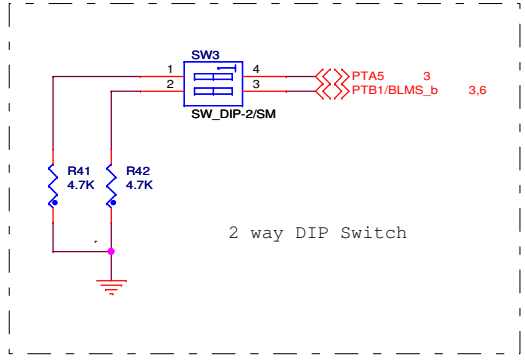 SW3
1 4 PTA5 3
2 3 PTB1/BLMS_b 3,6
SW_DIP-2/SM
R41 R42
4.7K 4.7K
2 way DIP Switch